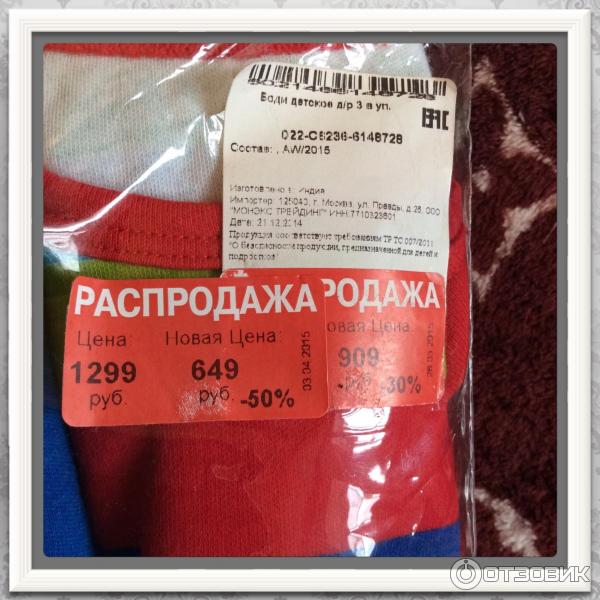 Боди детское д/р 3 в уп.
EAC
022-C8236-6148728
Состав: , AW/2015
Изготовлено в: Индия
Импортер: 125040, г. Москва, ул. Правды, д.26, ООО
"МОНЭКС ТРЕЙДИНГ" ИНН:7710323601
Дата: 21.12.2014
Продукция соответствует требованиям ТР ТС 007/2011
"О безопасности продукции, предназначенной для детей и
подростков"
РАСПРОДАЖА
Цена:
Новая Цена:
1299
руб.
649
руб.
-50%
03.04.2015
РОДАЖА
овая Цена
909
-30%
2015
ОТЗОВИК